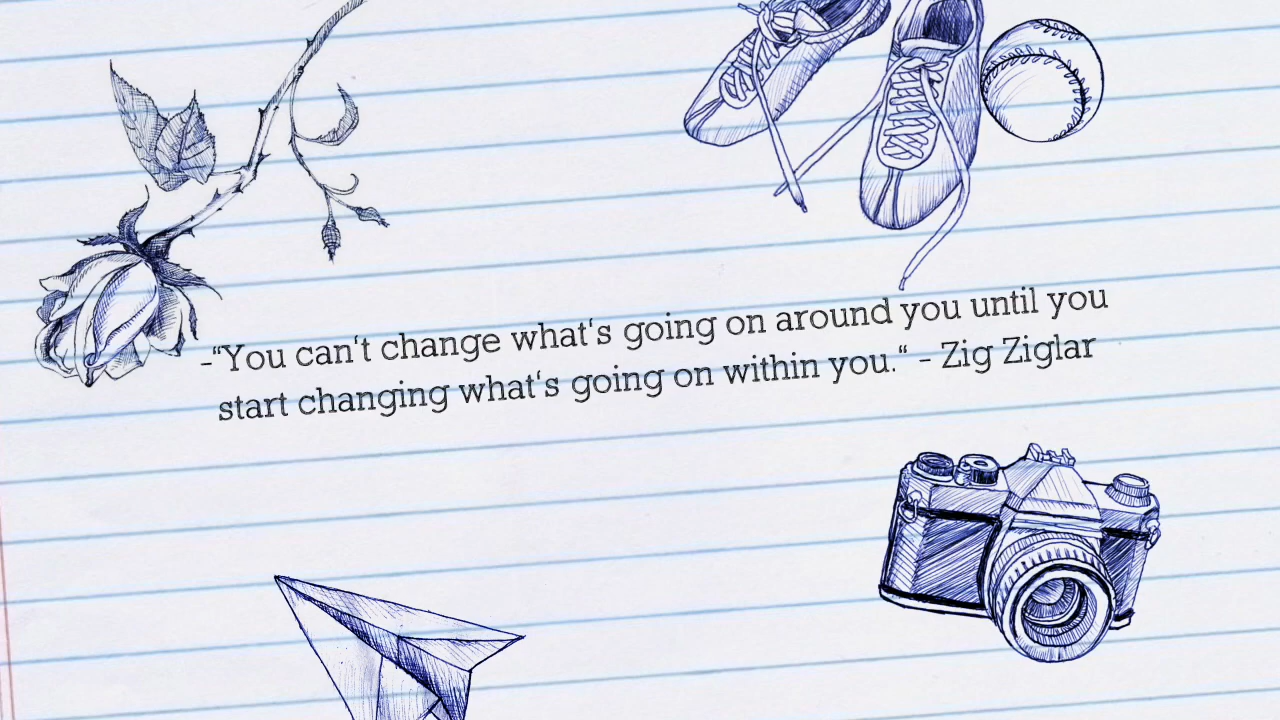 -"You can't change what's going on around you until you
start changing what's going on within you." - Zig Ziglar